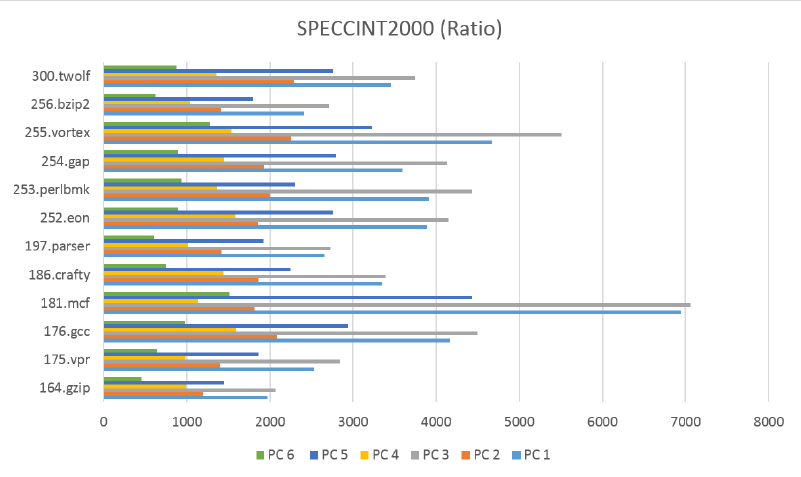 SPECCINT2000 (Ratio)
300.twolf
256.bzip2
255.vortex
254.gap
253.perlbmk
252.eon
197.parser
186.crafty
181.mcf
176.gcc
175.vpr
164.gzip
0 1000 2000 3000 4000 5000 6000 7000 8000
PC 6 PC 5 PC 4 PC 3 PC 2 PC 1